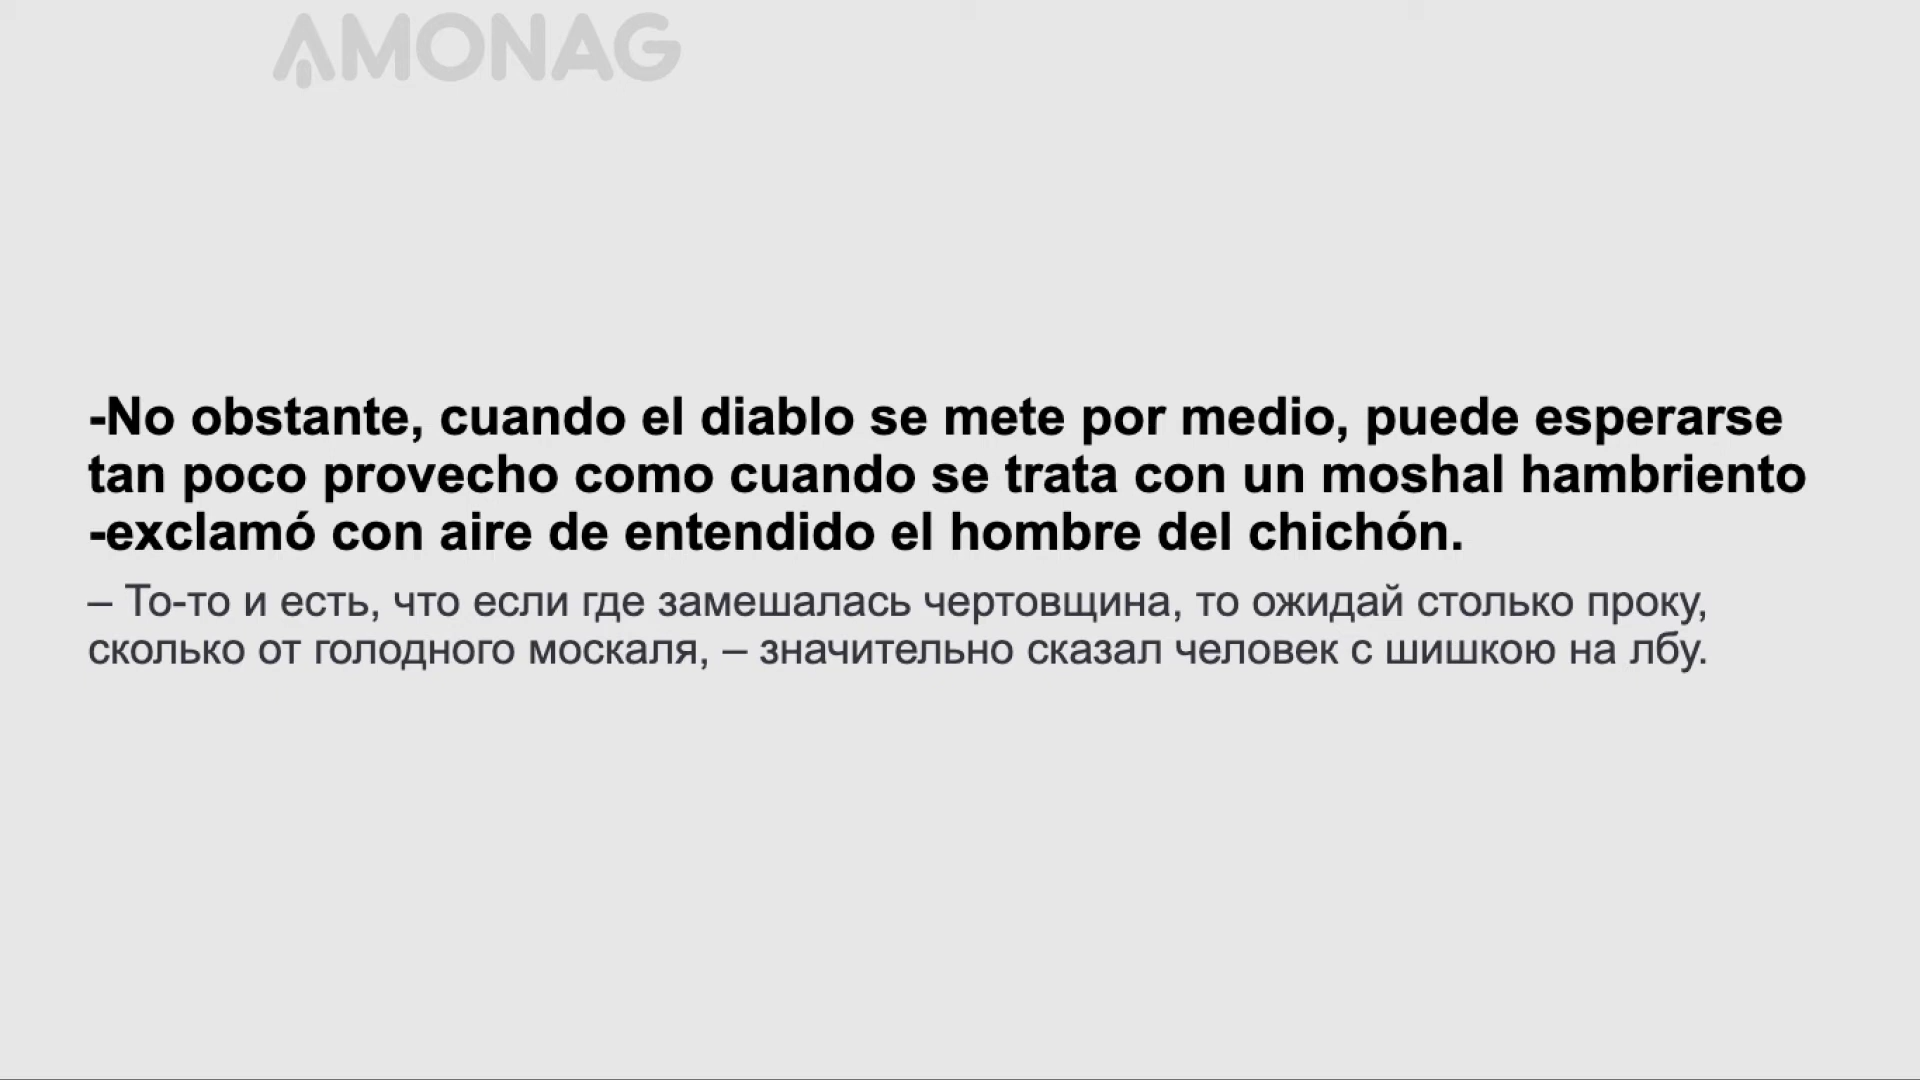 AMONAG
-No obstante, cuando el diablo se mete por medio, puede esperarse
tan poco provecho como cuando se trata con un moshal hambriento
-exclamó con aire de entendido el hombre del chichón.
– То-то и есть, что если где замешалась чертовщина, то ожидай столько проку,
сколько от голодного москаля, – значительно сказал человек с шишкою на лбу.